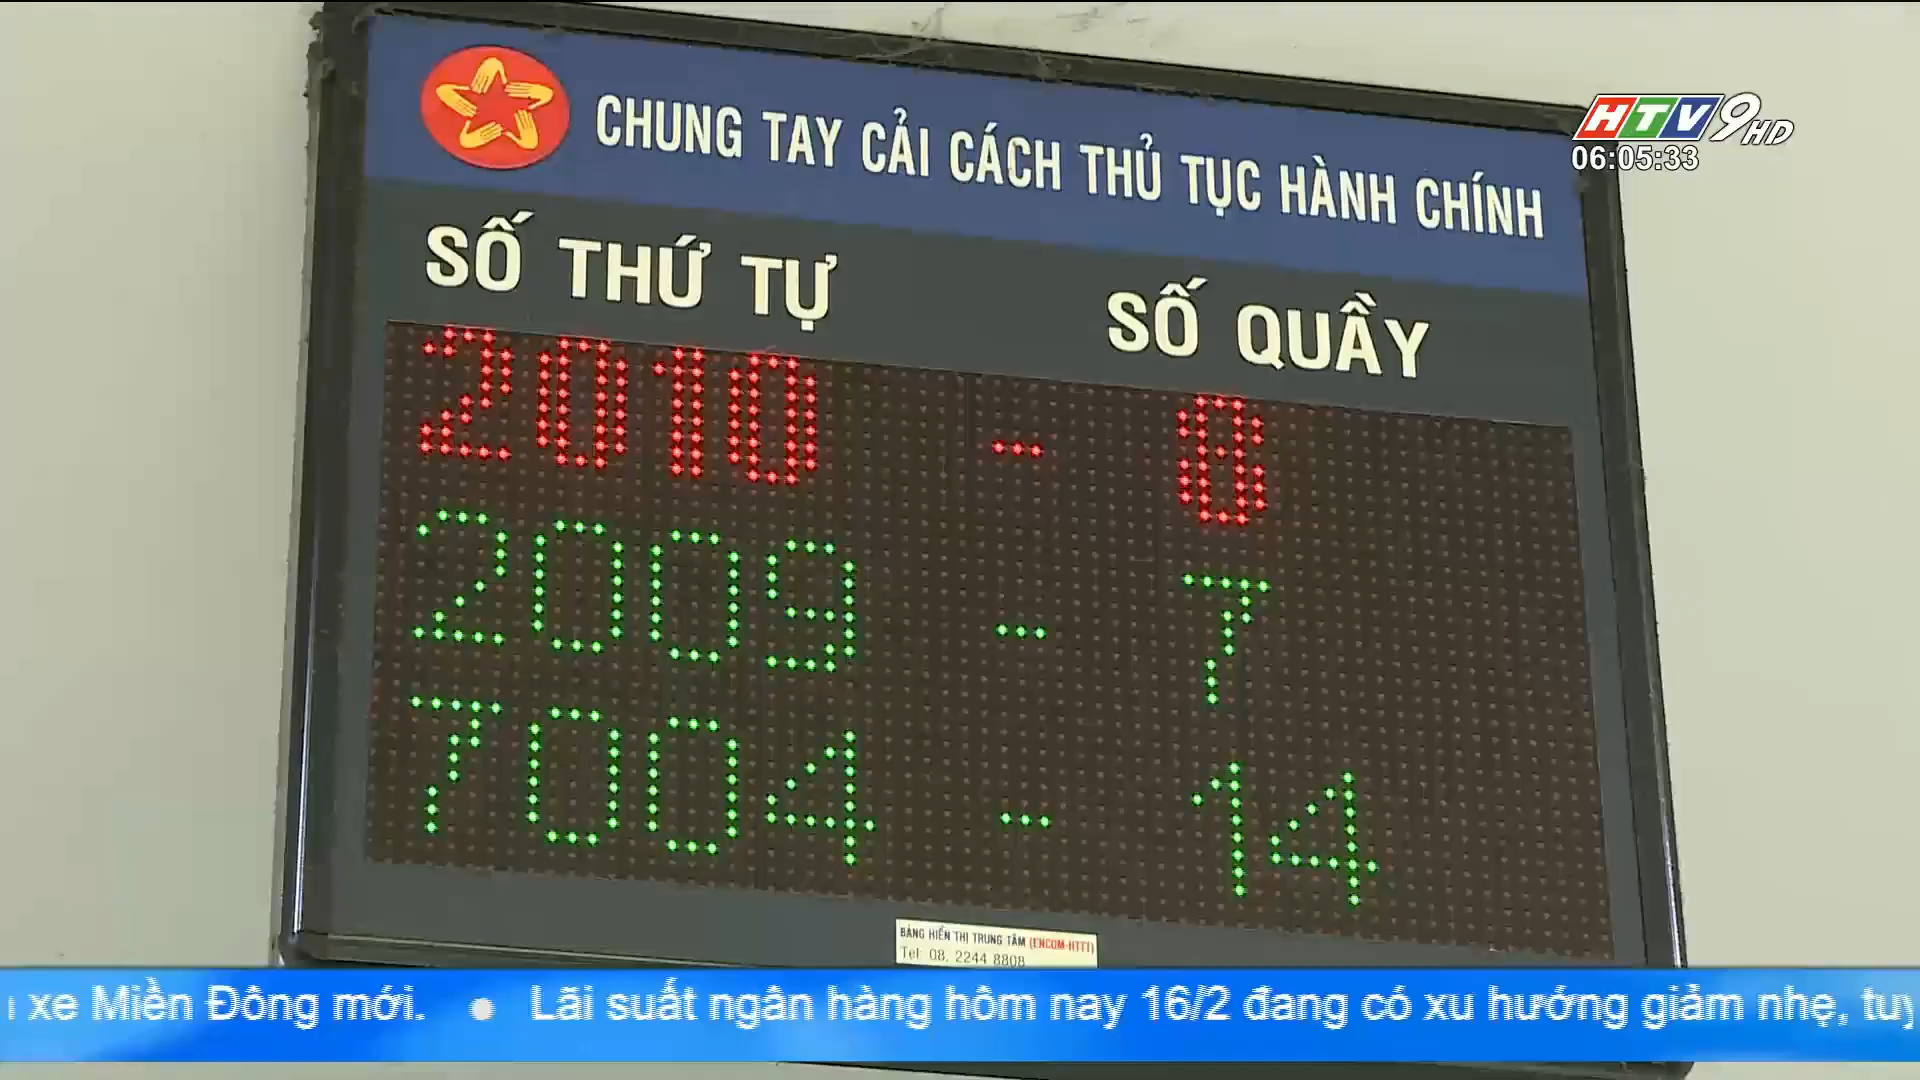 CHUNG TAY CẢI CÁCH THỦ TỤC HÀNH CHÍNH
HTV9 HD
06:05:33
SỐ THỨ TỰ SỐ QUẦY
2010 - 8
2009 - 7
7004 - 14
BẢNG HIỂN THỊ TRUNG TÂM (ENCOM-HTTT)
Tel: 08. 2244 8808
xe Miền Đông mới. ● Lãi suất ngân hàng hôm nay 16/2 đang có xu hướng giảm nhẹ, tuy